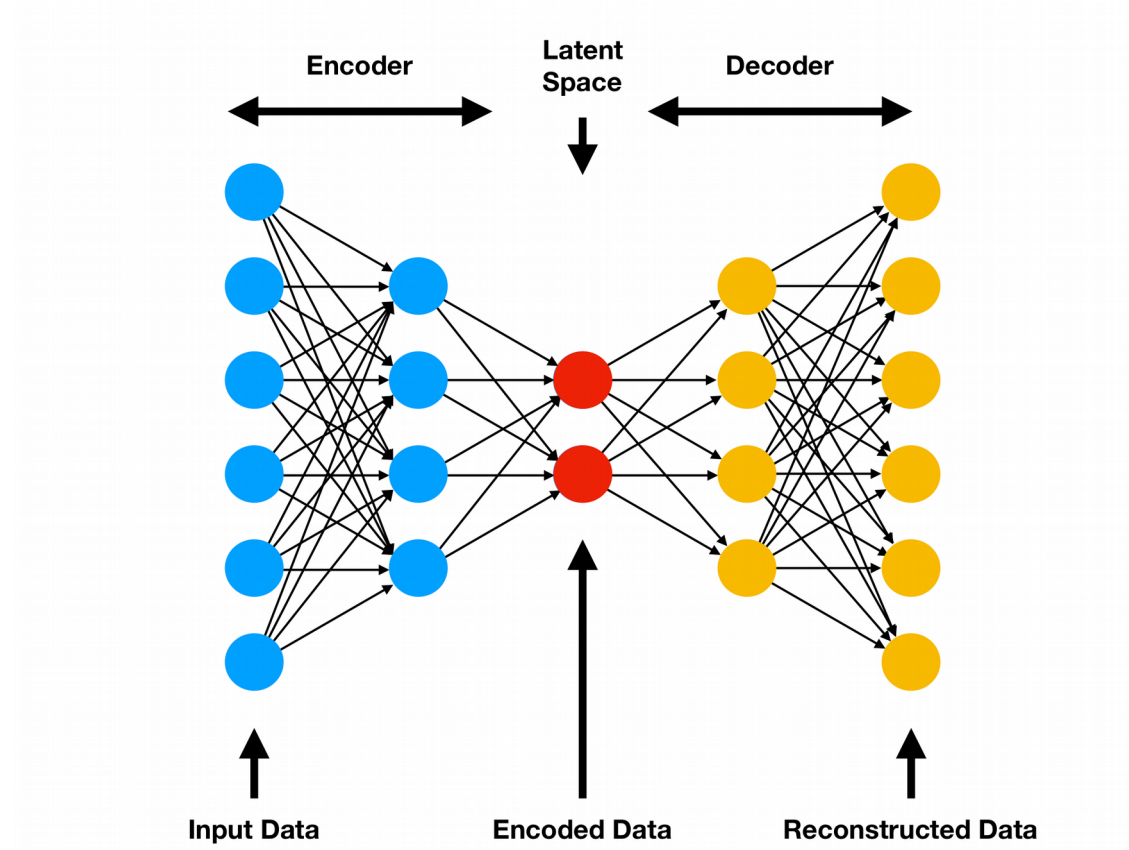 Encoder
Latent
Space
Decoder
Input Data
Encoded Data
Reconstructed Data